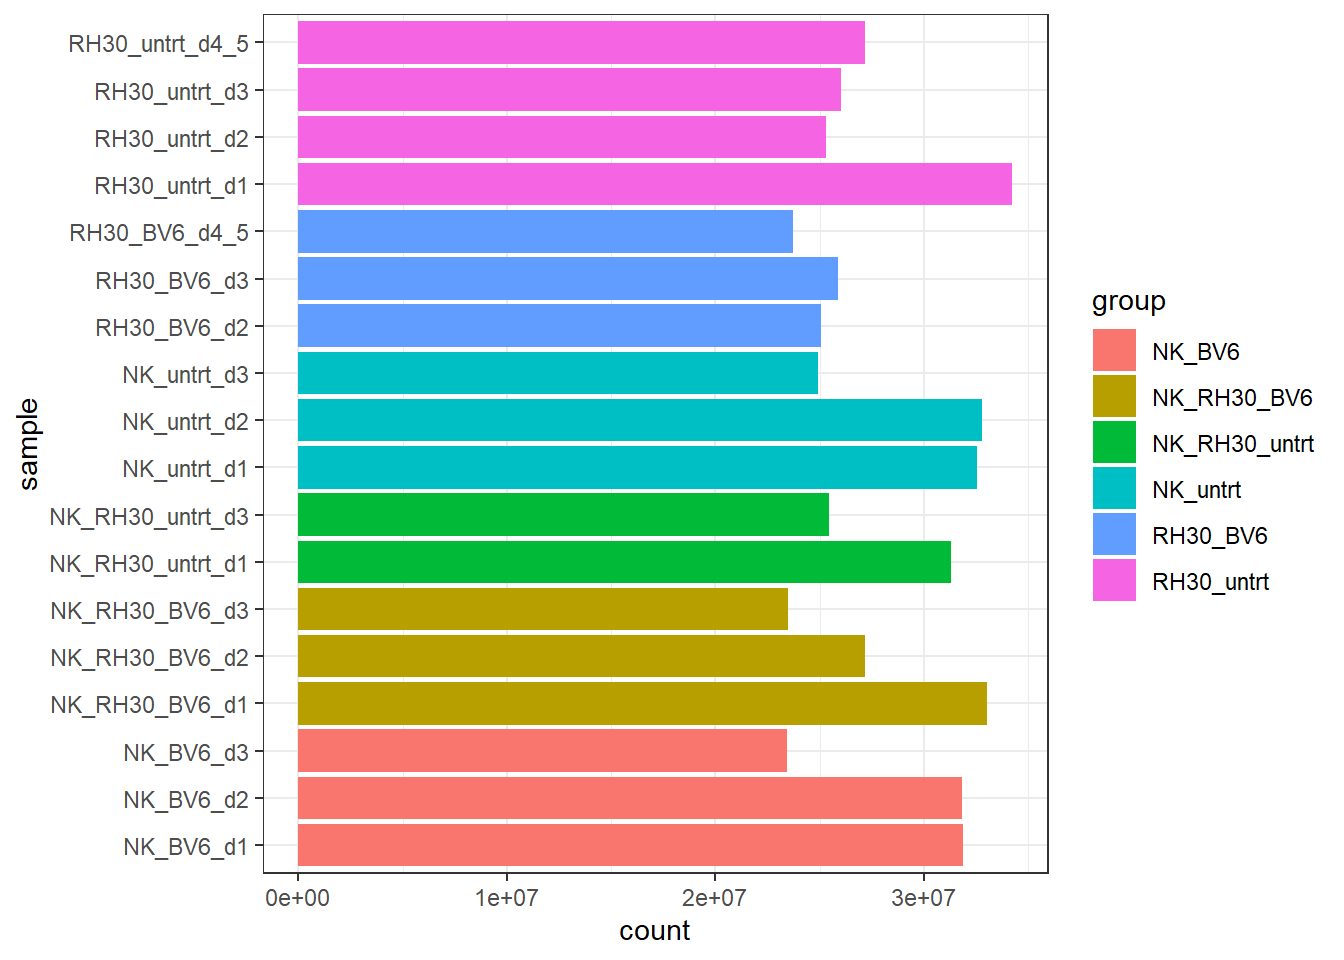 RH30_untrt_d4_5
RH30_untrt_d3
RH30_untrt_d2
RH30_untrt_d1
RH30_BV6_d4_5
RH30_BV6_d3
RH30_BV6_d2
NK_untrt_d3
NK_untrt_d2
NK_untrt_d1
NK_RH30_untrt_d3
NK_RH30_untrt_d1
NK_RH30_BV6_d3
NK_RH30_BV6_d2
NK_RH30_BV6_d1
NK_BV6_d3
NK_BV6_d2
NK_BV6_d1
sample
0e+00 1e+07 2e+07 3e+07
count
group
NK_BV6
NK_RH30_BV6
NK_RH30_untrt
NK_untrt
RH30_BV6
RH30_untrt